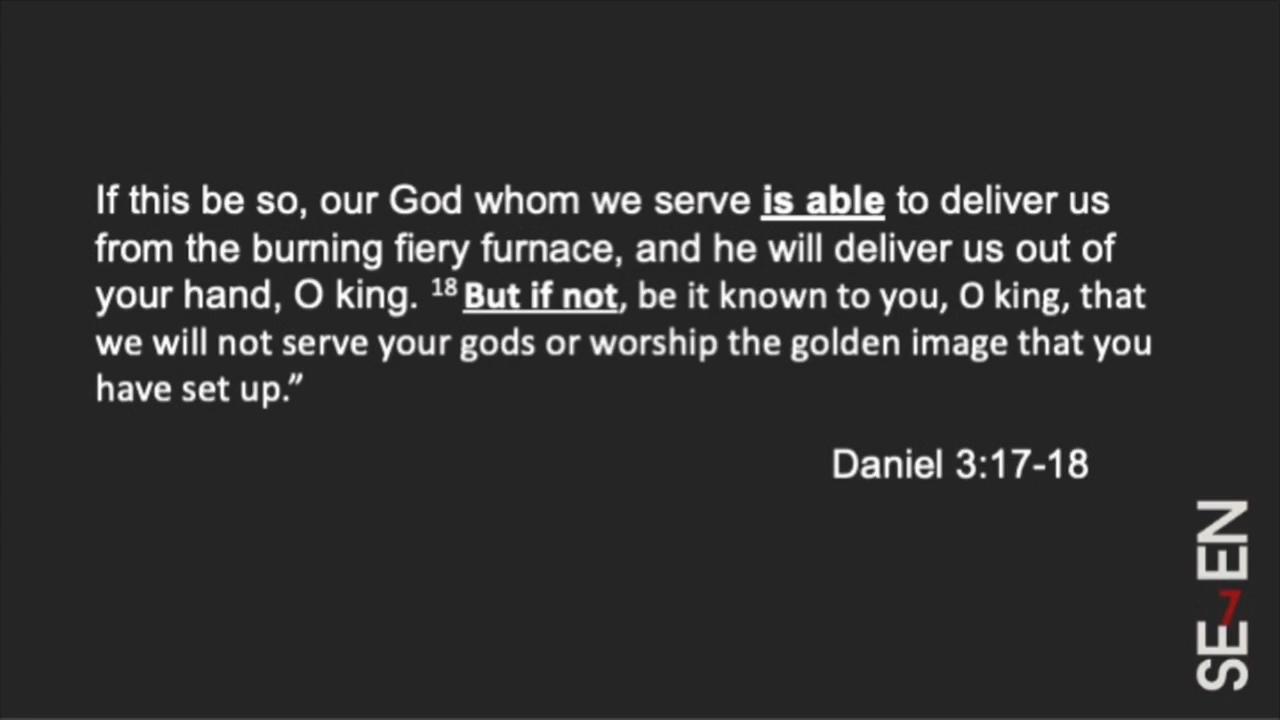 If this be so, our God whom we serve is able to deliver us
from the burning fiery furnace, and he will deliver us out of
your hand, O king. 18 But if not, be it known to you, O king, that
we will not serve your gods or worship the golden image that you
have set up.”
Daniel 3:17-18
SE7EN